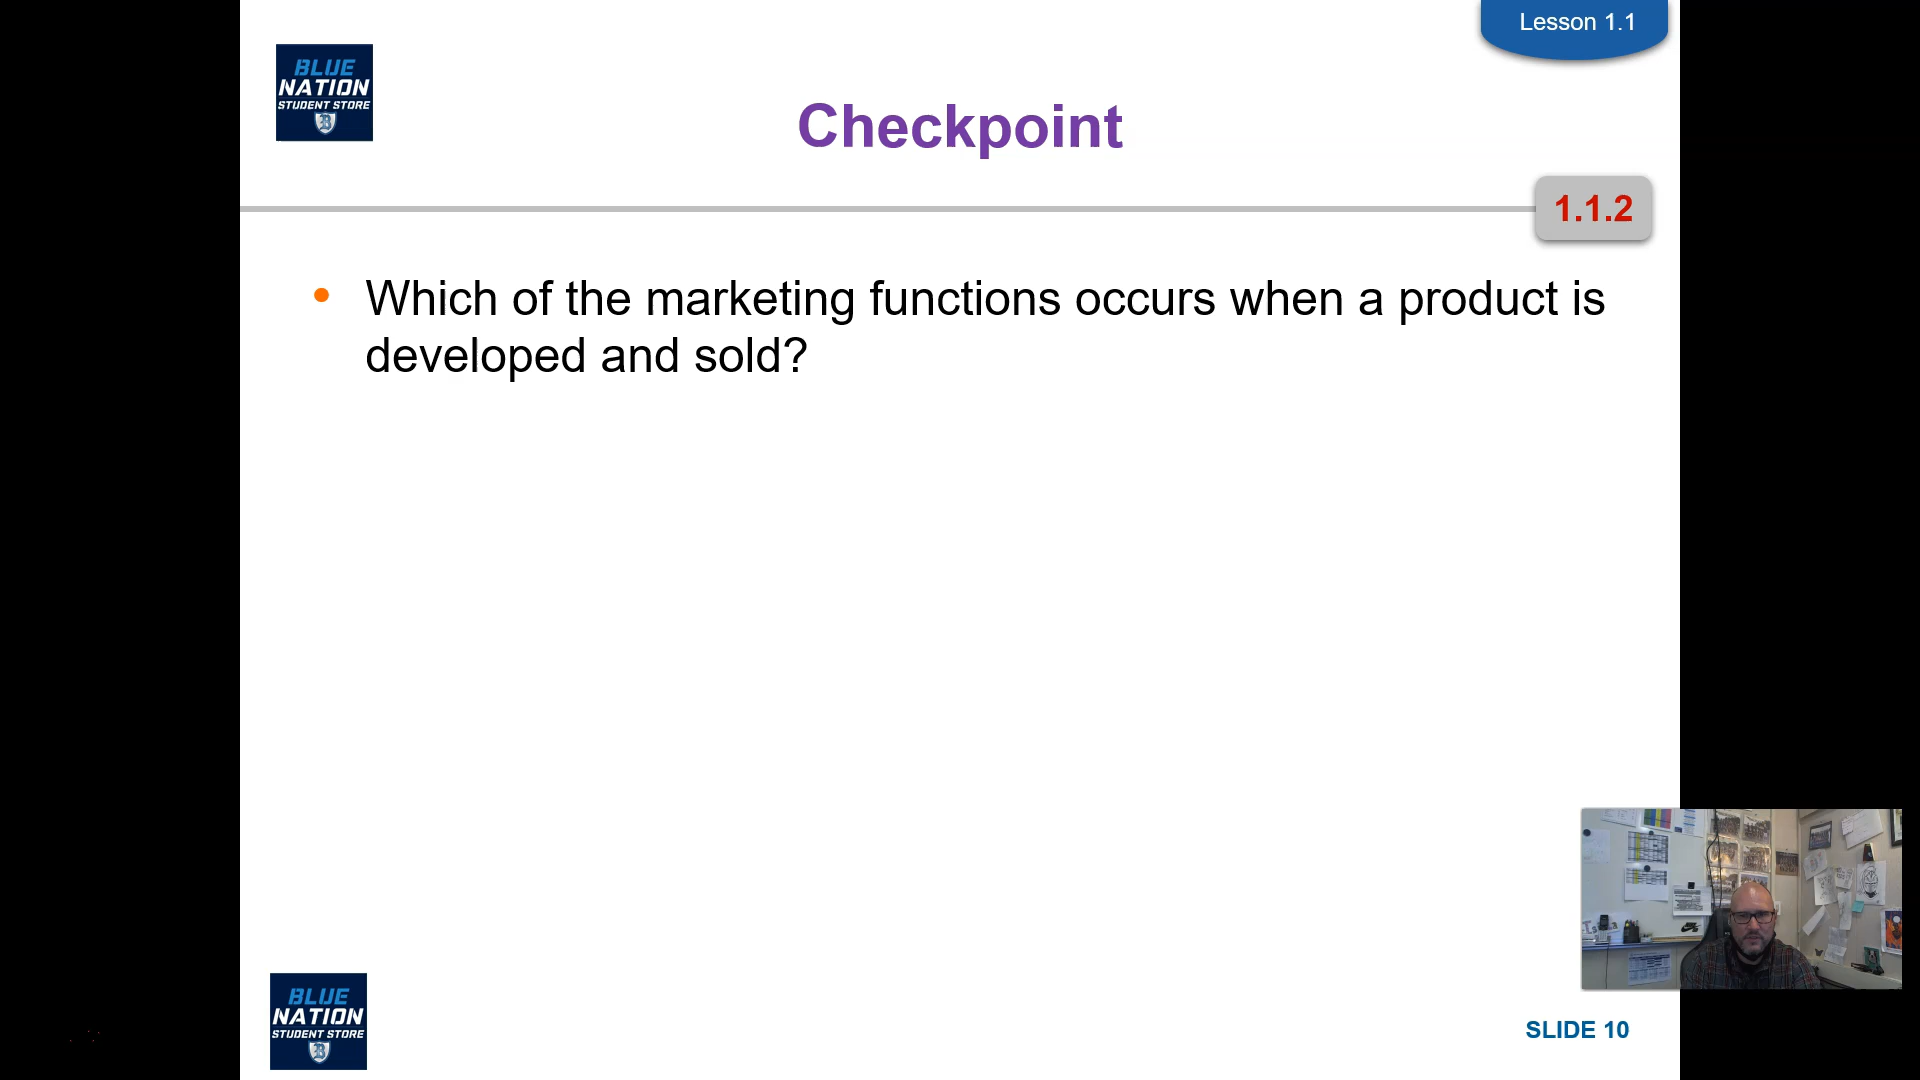 Lesson 1.1
BLUE
NATION
STUDENT STORE
B
Checkpoint
1.1.2
• Which of the marketing functions occurs when a product is
developed and sold?
BLUE
NATION
STUDENT STORE
B
SLIDE 10